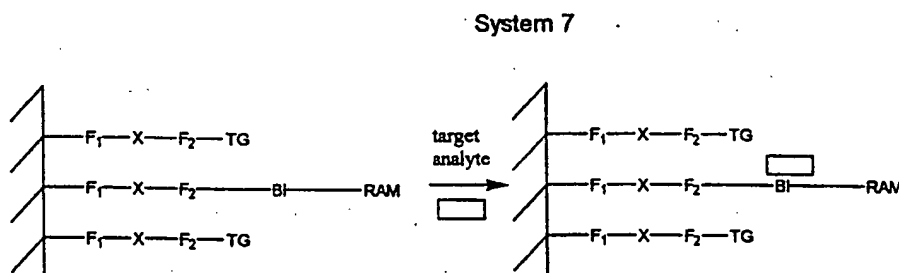 System 7
F₁—X—F₂—TG
F₁—X—F₂—BI—RAM
F₁—X—F₂—TG
target
analyte
F₁—X—F₂—TG
F₁—X—F₂—BI—RAM
F₁—X—F₂—TG